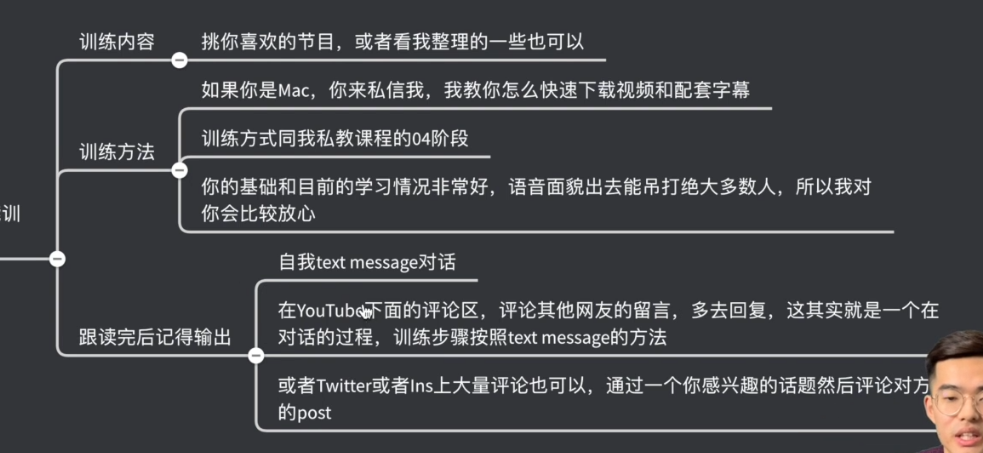 训练内容
挑你喜欢的节目，或者看我整理的一些也可以
如果你是Mac，你来私信我，我教你怎么快速下载视频和配套字幕
训练方法
训练方式同我私教课程的04阶段
你的基础和目前的学习情况非常好，语音面貌出去能吊打绝大多数人，所以我对
你会比较放心
训
自我text message对话
在YouTube下面的评论区，评论其他网友的留言，多去回复，这其实就是一个在
对话的过程，训练步骤按照text message的方法
跟读完后记得输出
或者Twitter或者Ins上大量评论也可以，通过一个你感兴趣的话题然后评论对方
的post